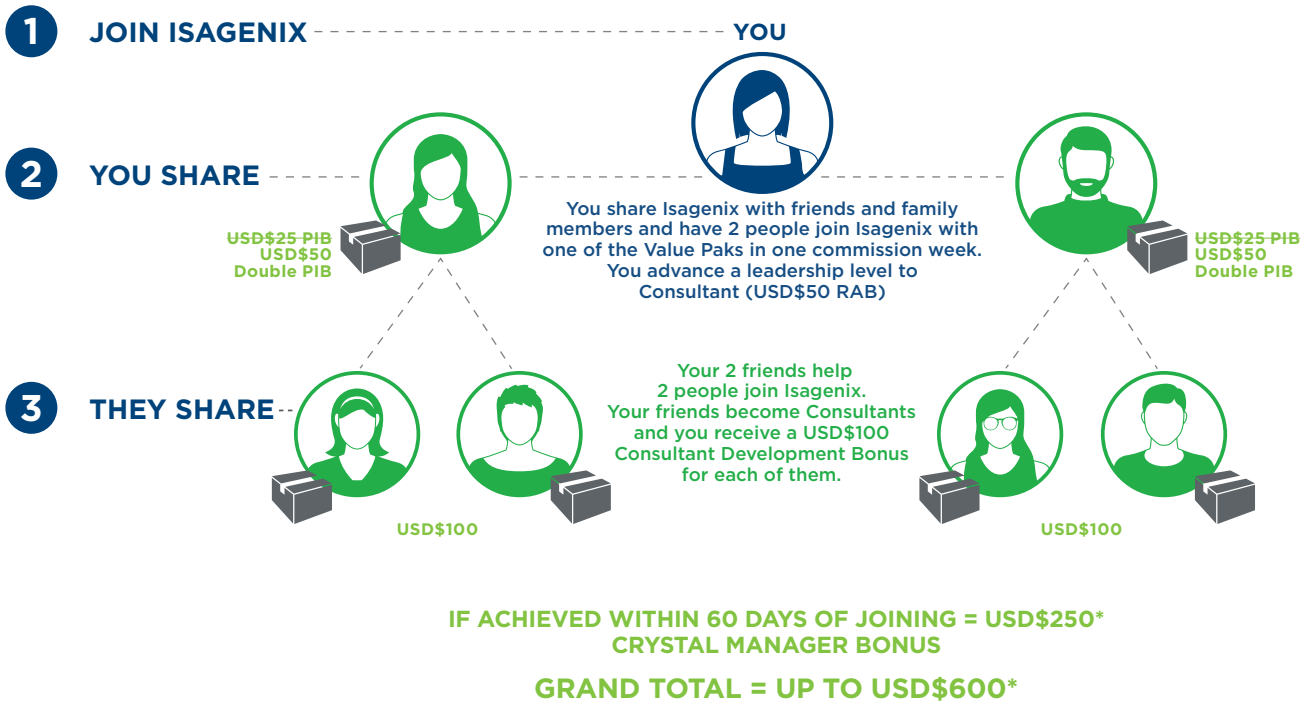 1 JOIN ISAGENIX
YOU
2 YOU SHARE
USD$25 PIB
USD$50
Double PIB
You share Isagenix with friends and family
members and have 2 people join Isagenix with
one of the Value Paks in one commission week.
You advance a leadership level to
Consultant (USD$50 RAB)
USD$25 PIB
USD$50
Double PIB
3 THEY SHARE
Your 2 friends help
2 people join Isagenix.
Your friends become Consultants
and you receive a USD$100
Consultant Development Bonus
for each of them.
USD$100
USD$100
IF ACHIEVED WITHIN 60 DAYS OF JOINING = USD$250*
CRYSTAL MANAGER BONUS
GRAND TOTAL = UP TO USD$600*